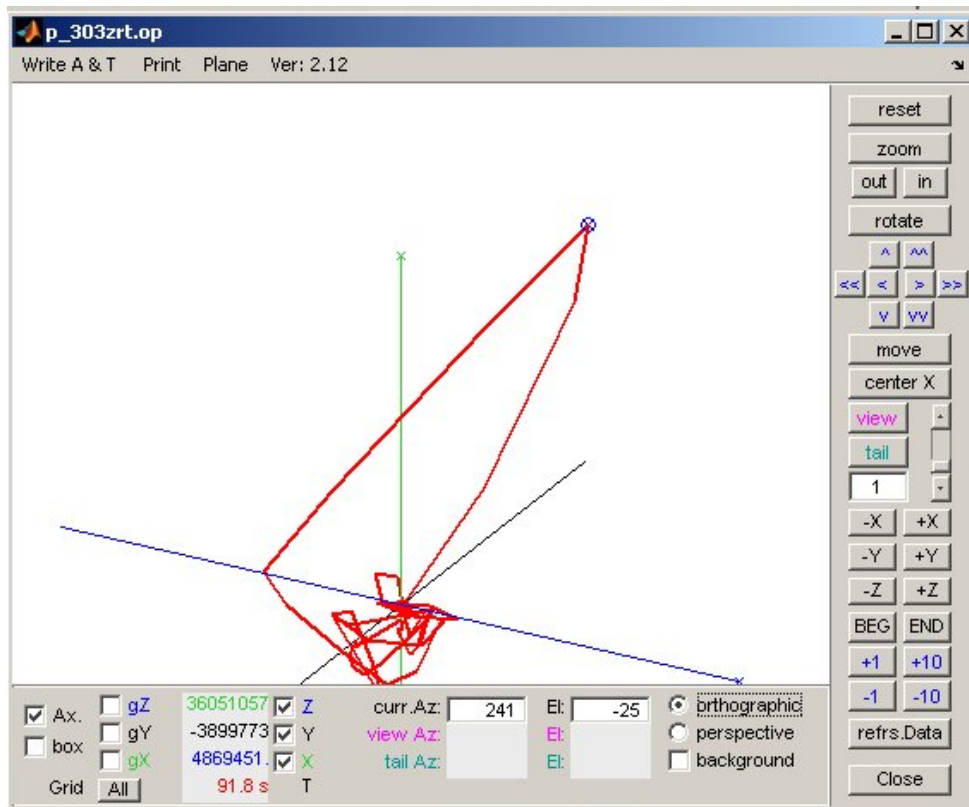 p_303zrt.op
Write A & T Print Plane Ver: 2.12
reset
zoom
out in
rotate
^ ^^
<< < > >>
v vv
move
center X
view
tail
1
-X +X
-Y +Y
-Z +Z
BEG END
+1 +10
-1 -10
refrs.Data
Close
Ax.
box
Grid All
gZ 36051057 Z
gY -3899773 Y
gX 4869451. X
91.8 s T
curr.Az: 241 El: -25
view Az: El:
tail Az: El:
orthographic
perspective
background